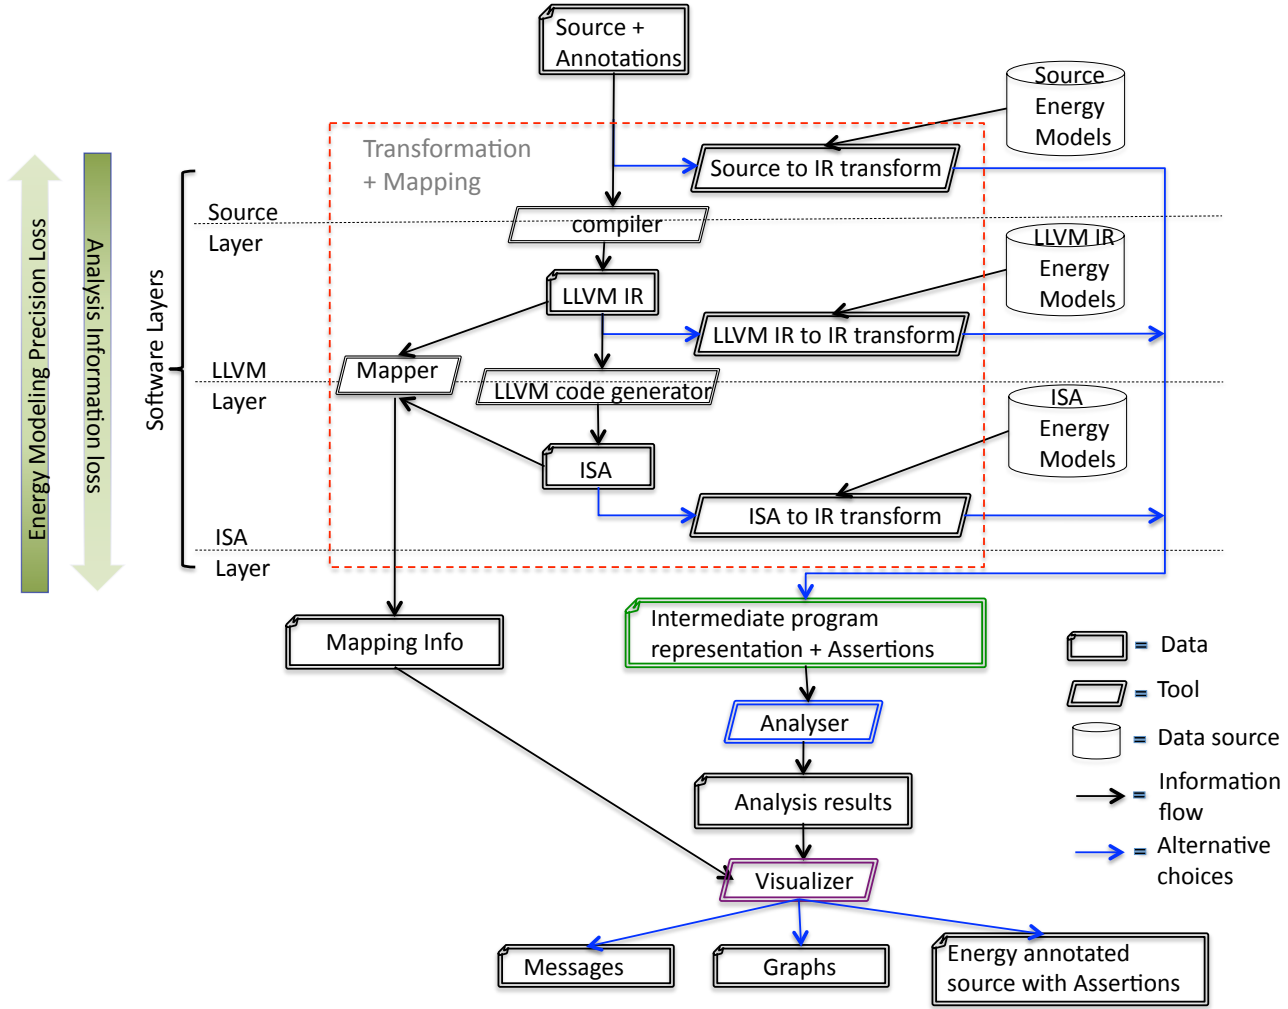 Source +
Annotations
Source
Energy
Models
Transformation
+ Mapping
Source to IR transform
Source
Layer
compiler
LLVM IR
Energy
Models
LLVM IR
LLVM IR to IR transform
Mapper
LLVM
Layer
LLVM code generator
ISA
Energy
Models
ISA
ISA to IR transform
ISA
Layer
Energy Modeling Precision Loss
Analysis Information loss
Software Layers
Mapping Info
Intermediate program
representation + Assertions
Analyser
Analysis results
Visualizer
Messages
Graphs
Energy annotated
source with Assertions
= Data
= Tool
= Data source
= Information
flow
= Alternative
choices